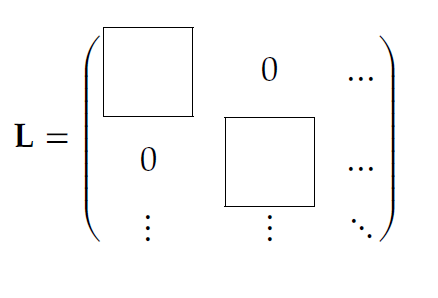 0 ...
L =
0 ...
⋮ ⋮ ⋱